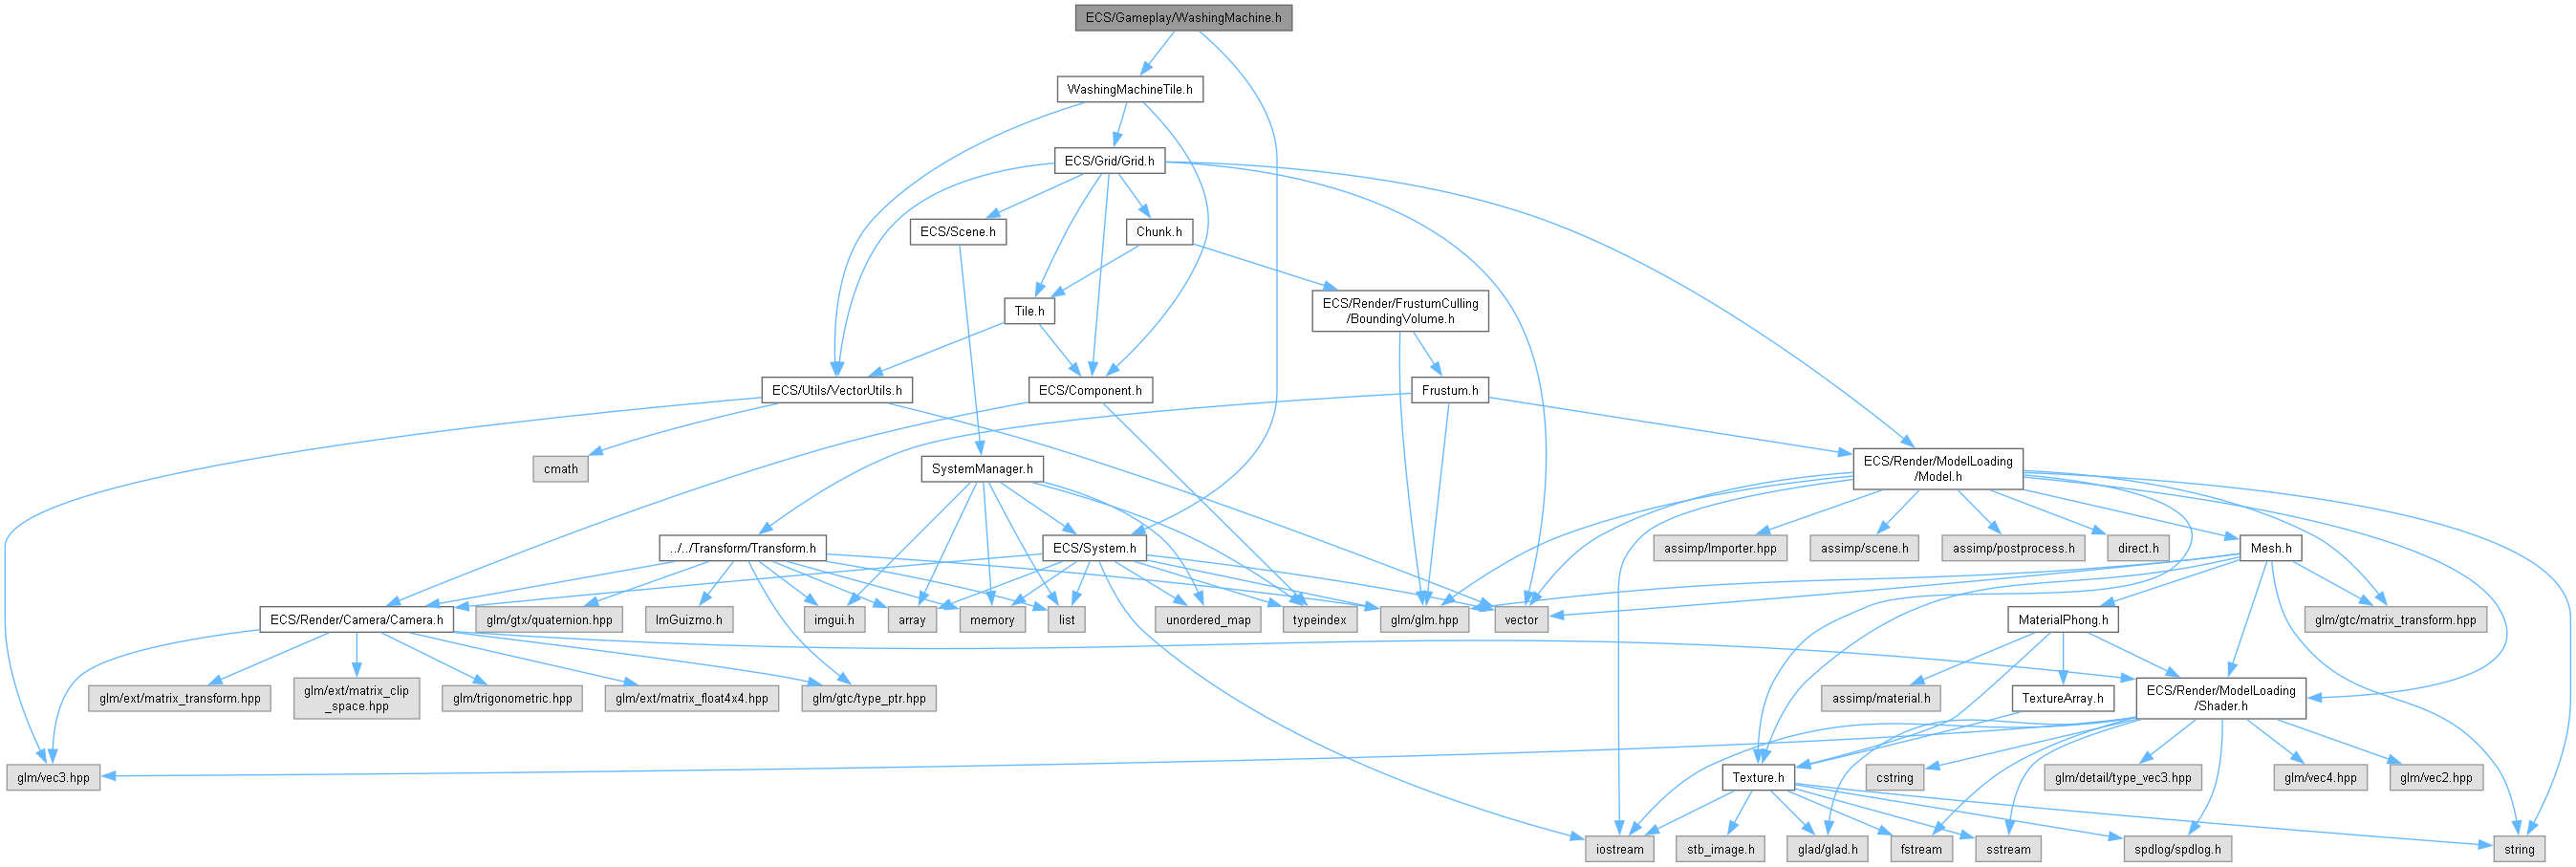 ECS/Gameplay/WashingMachine.h
WashingMachineTile.h
ECS/Grid/Grid.h
ECS/Scene.h
Chunk.h
Tile.h
ECS/Render/FrustumCulling
/BoundingVolume.h
ECS/Utils/VectorUtils.h
ECS/Component.h
Frustum.h
cmath
SystemManager.h
ECS/Render/ModelLoading
/Model.h
../../Transform/Transform.h
ECS/System.h
assimp/Importer.hpp
assimp/scene.h
assimp/postprocess.h
direct.h
Mesh.h
ECS/Render/Camera/Camera.h
glm/gtx/quaternion.hpp
ImGuizmo.h
imgui.h
array
memory
list
unordered_map
typeindex
glm/glm.hpp
vector
MaterialPhong.h
glm/gtc/matrix_transform.hpp
glm/ext/matrix_transform.hpp
glm/ext/matrix_clip
_space.hpp
glm/trigonometric.hpp
glm/ext/matrix_float4x4.hpp
glm/gtc/type_ptr.hpp
assimp/material.h
TextureArray.h
ECS/Render/ModelLoading
/Shader.h
glm/vec3.hpp
Texture.h
cstring
glm/detail/type_vec3.hpp
glm/vec4.hpp
glm/vec2.hpp
iostream
stb_image.h
glad/glad.h
fstream
sstream
spdlog/spdlog.h
string